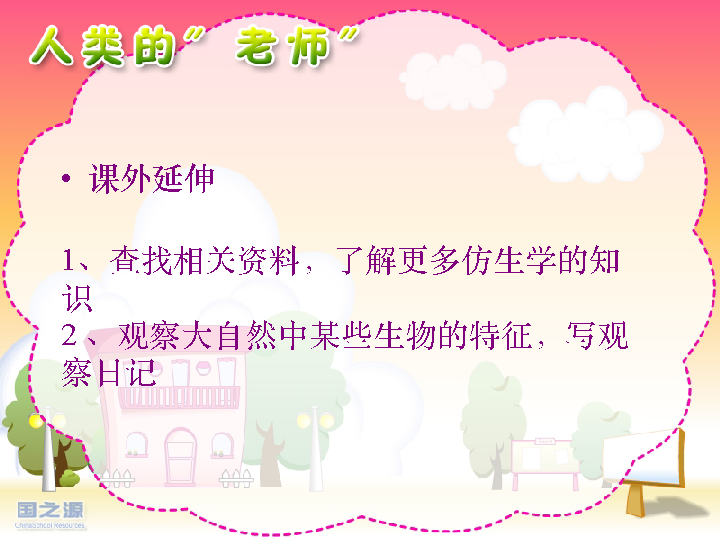 人类的”老师”
• 课外延伸
1、查找相关资料，了解更多仿生学的知
识
2、观察大自然中某些生物的特征，写观
察日记
国之源
ChinaSchool Resources